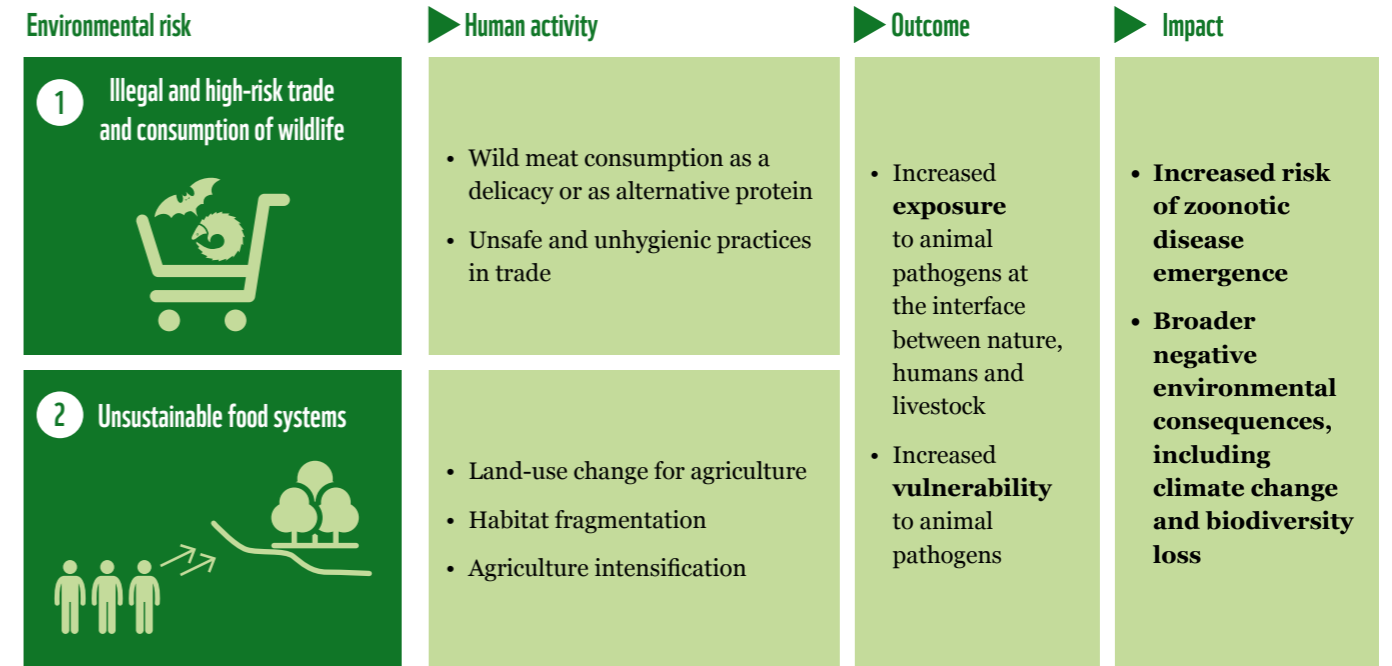 Environmental risk
Human activity
Outcome
Impact
1
Illegal and high-risk trade
and consumption of wildlife
• Wild meat consumption as a
delicacy or as alternative protein
• Unsafe and unhygienic practices
in trade
2
Unsustainable food systems
• Land-use change for agriculture
• Habitat fragmentation
• Agriculture intensification
• Increased
exposure
to animal
pathogens at
the interface
between nature,
humans and
livestock
• Increased
vulnerability
to animal
pathogens
• Increased risk
of zoonotic
disease
emergence
• Broader
negative
environmental
consequences,
including
climate change
and biodiversity
loss